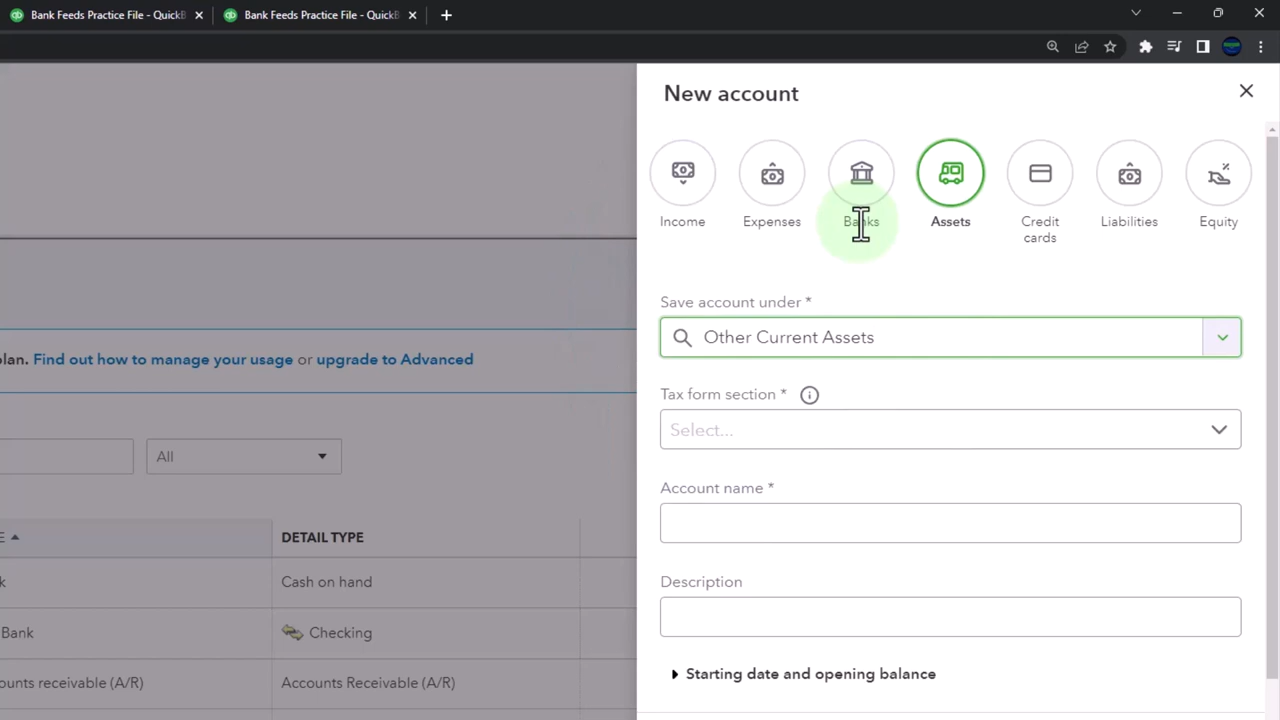 Bank Feeds Practice File - QuickB
Bank Feeds Practice File - QuickB
New account
Income
Expenses
Banks
Assets
Credit
cards
Liabilities
Equity
Save account under *
Other Current Assets
plan. Find out how to manage your usage or upgrade to Advanced
Tax form section *
Select...
All
Account name *
E
DETAIL TYPE
k
Cash on hand
Description
Bank
Checking
ounts receivable (A/R)
Accounts Receivable (A/R)
Starting date and opening balance